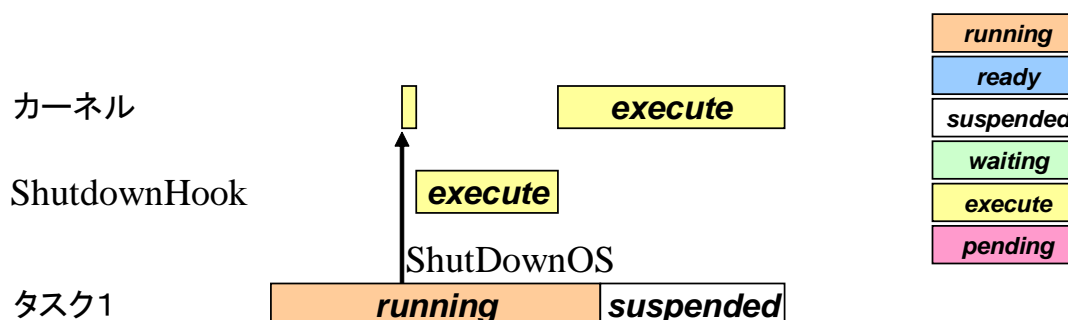 カーネル
execute
ShutdownHook
execute
ShutDownOS
タスク1
running
suspended
running
ready
suspended
waiting
execute
pending